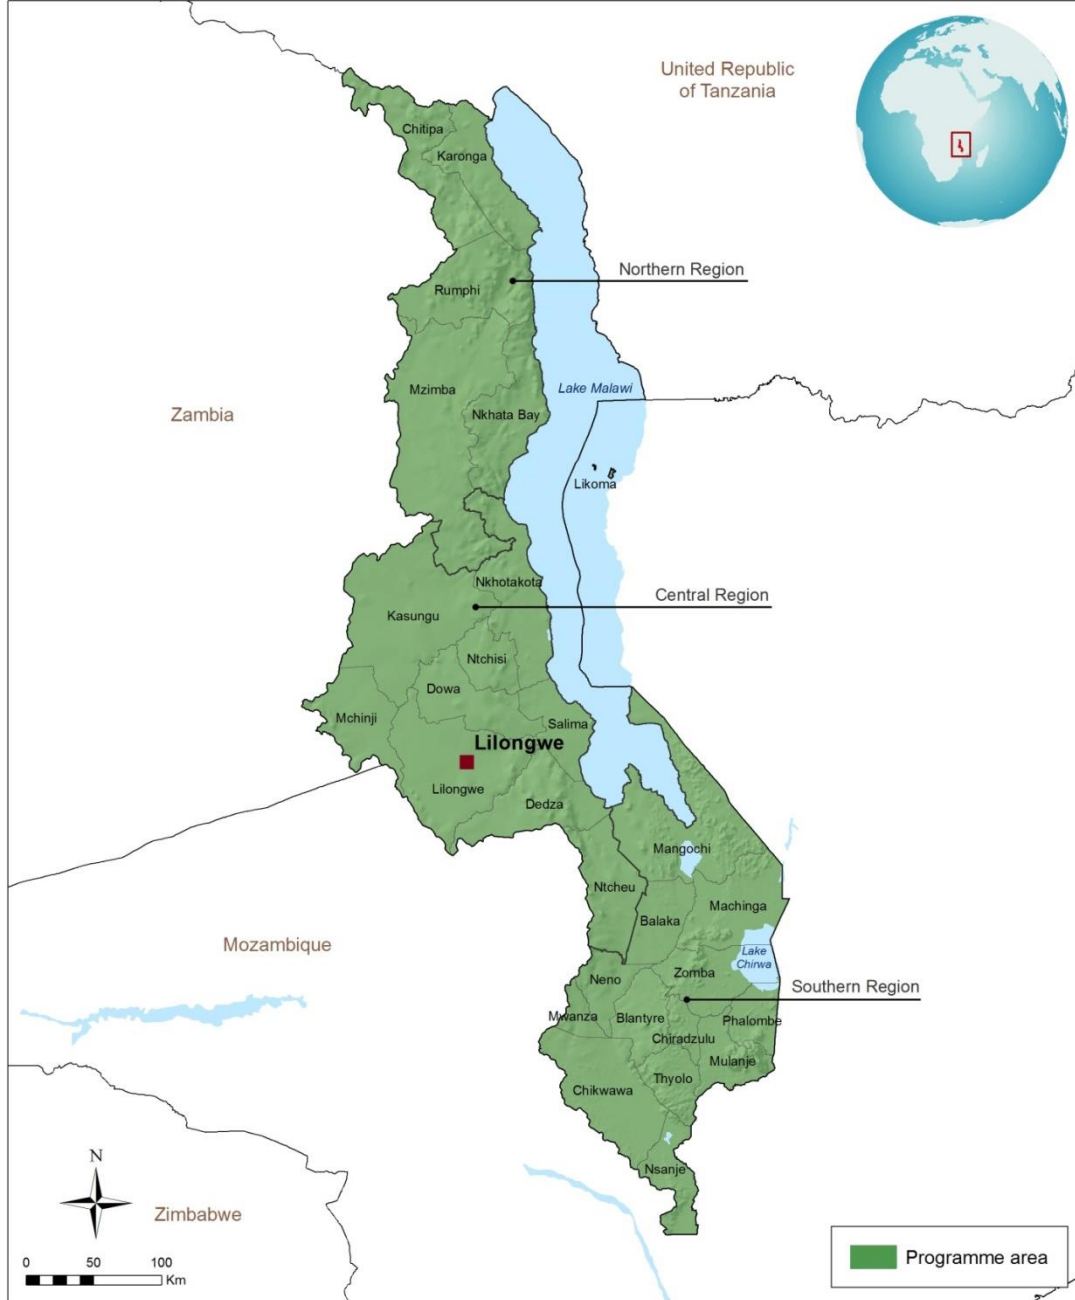 United Republic
of Tanzania
Chitipa
Karonga
Northern Region
Rumphi
Lake Malawi
Mzimba
Zambia
Nkhata Bay
Likoma
Nkhotakota
Central Region
Kasungu
Ntchisi
Dowa
Mchinji
Salima
Lilongwe
Lilongwe
Dedza
Mangochi
Ntcheu
Machinga
Balaka
Mozambique
Lake
Chirwa
Zomba
Neno
Southern Region
Mwanza
Blantyre
Phalombe
Chiradzulu
Mulanje
Thyolo
Chikwawa
Nsanje
N
Zimbabwe
0 50 100
Km
Programme area